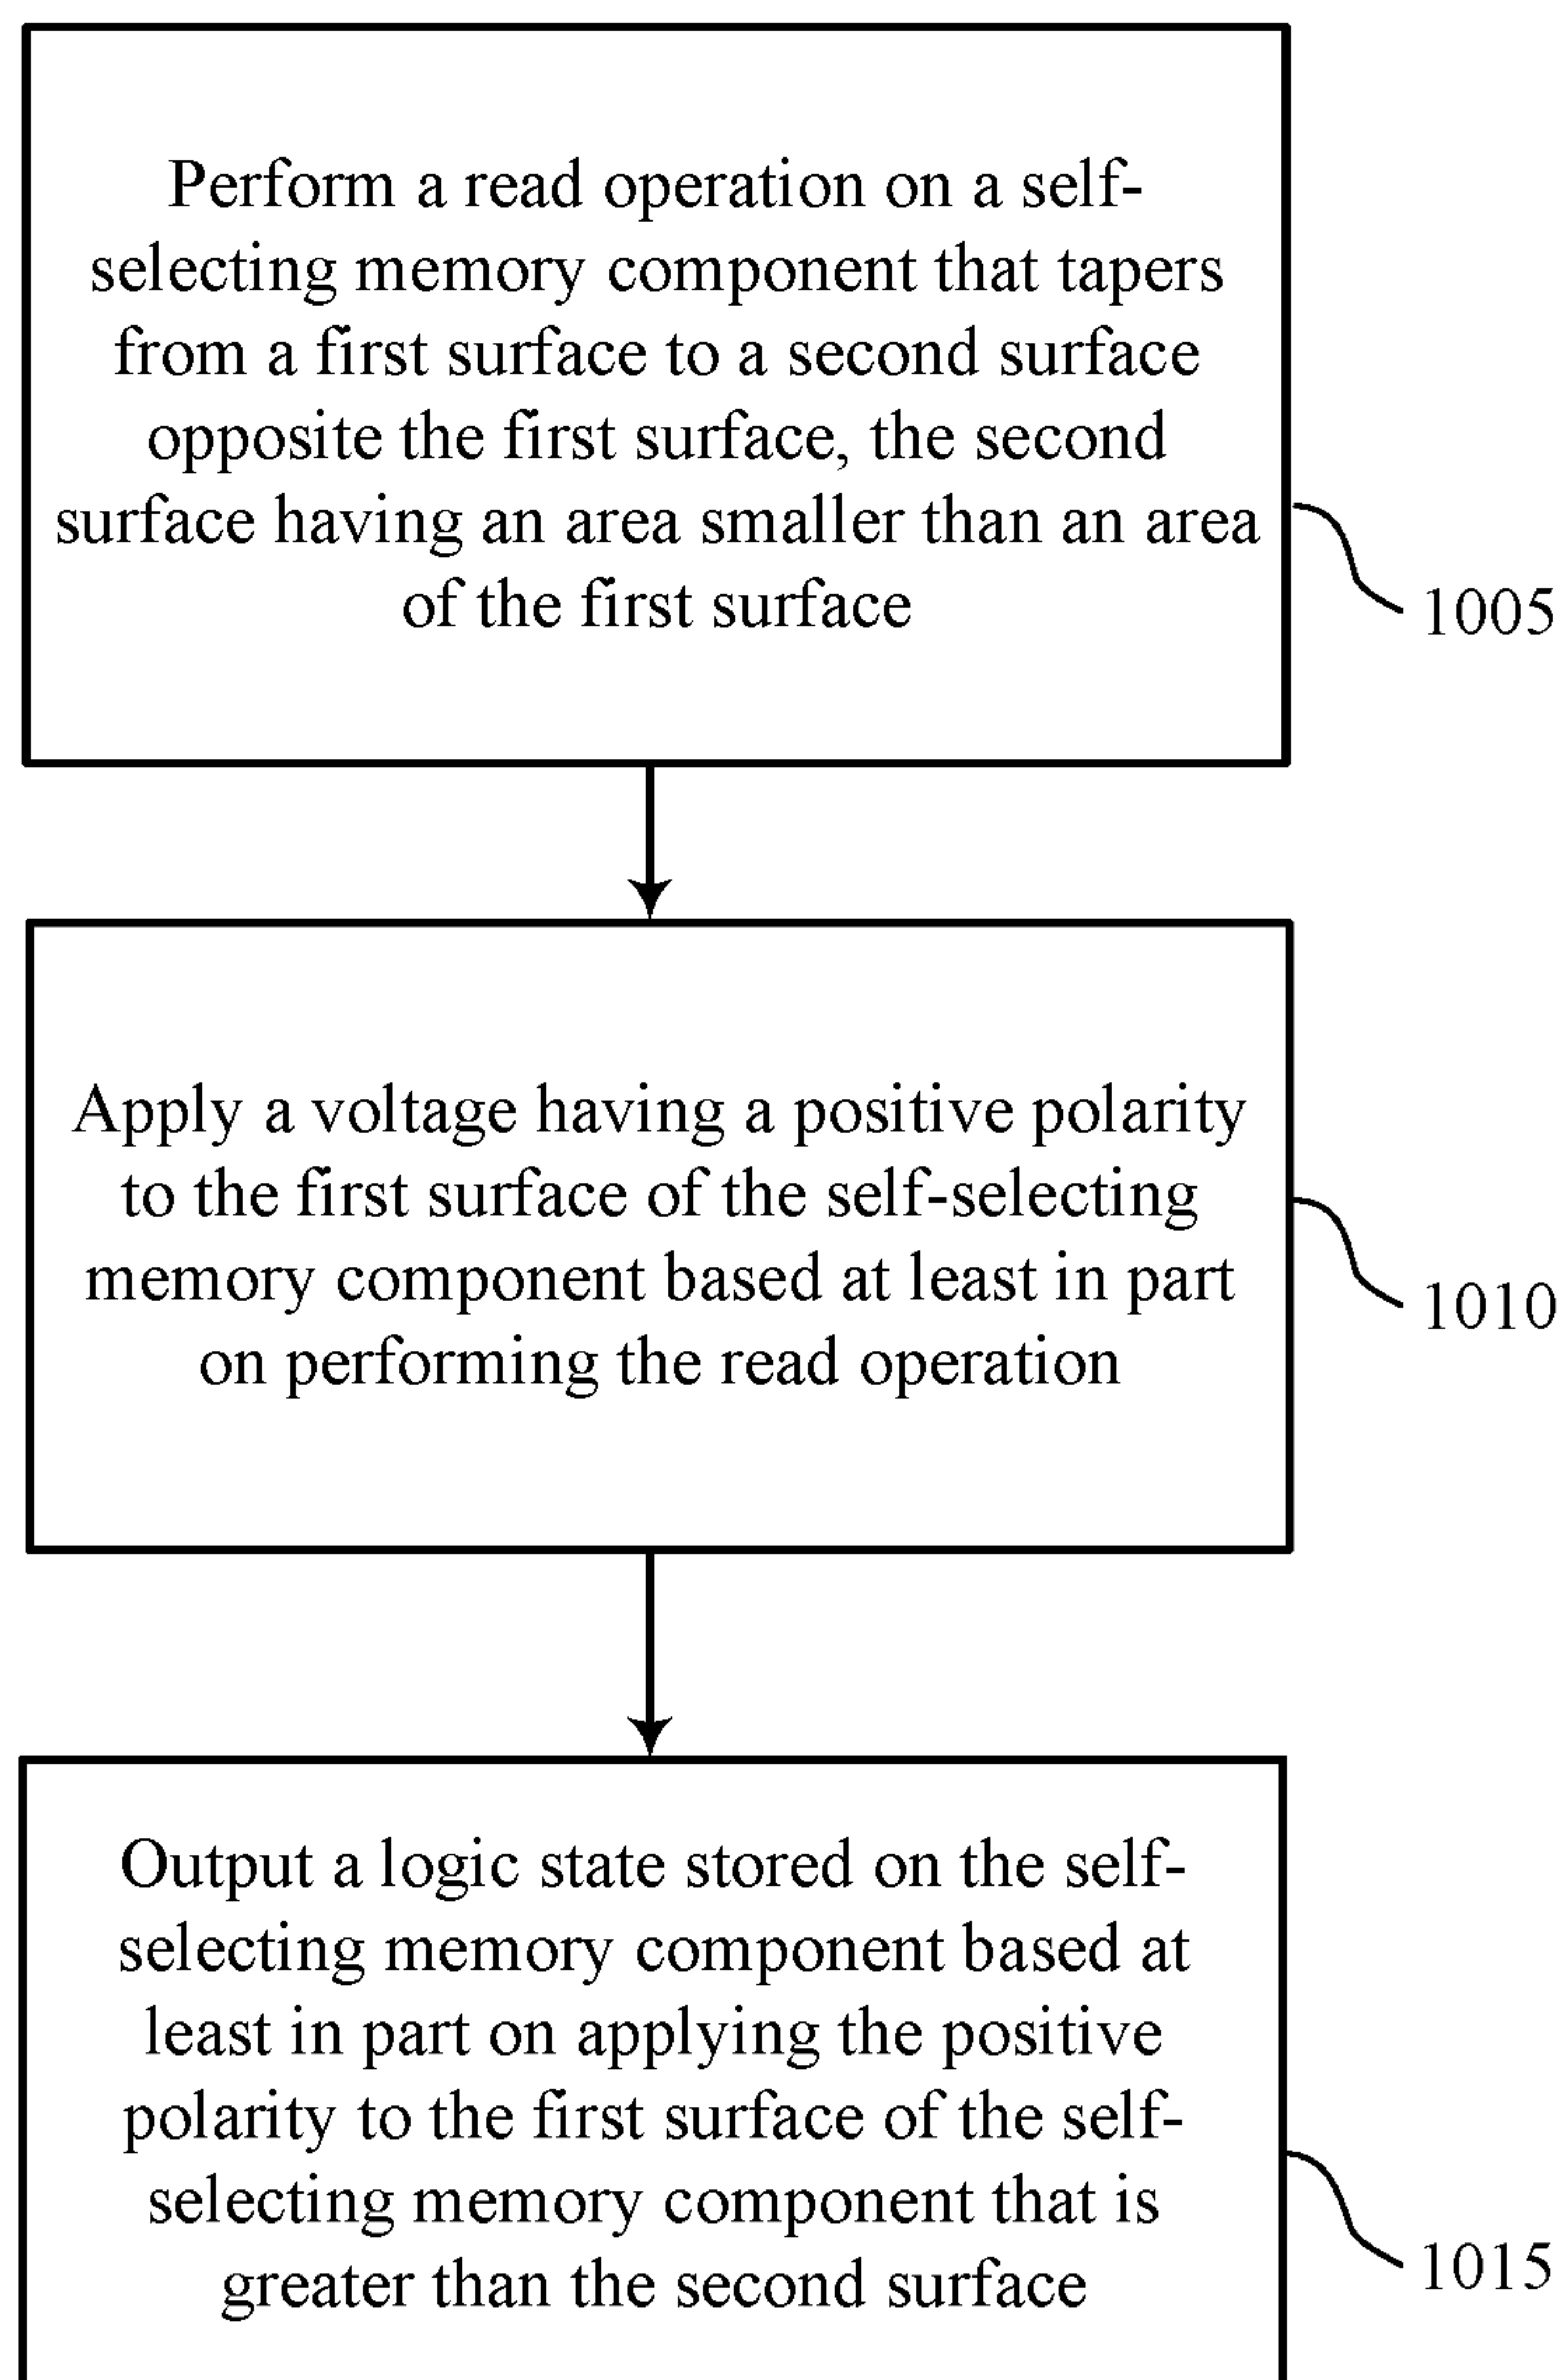 Perform a read operation on a self-
selecting memory component that tapers
from a first surface to a second surface
opposite the first surface, the second
surface having an area smaller than an area
of the first surface
1005
Apply a voltage having a positive polarity
to the first surface of the self-selecting
memory component based at least in part
on performing the read operation
1010
Output a logic state stored on the self-
selecting memory component based at
least in part on applying the positive
polarity to the first surface of the self-
selecting memory component that is
greater than the second surface
1015